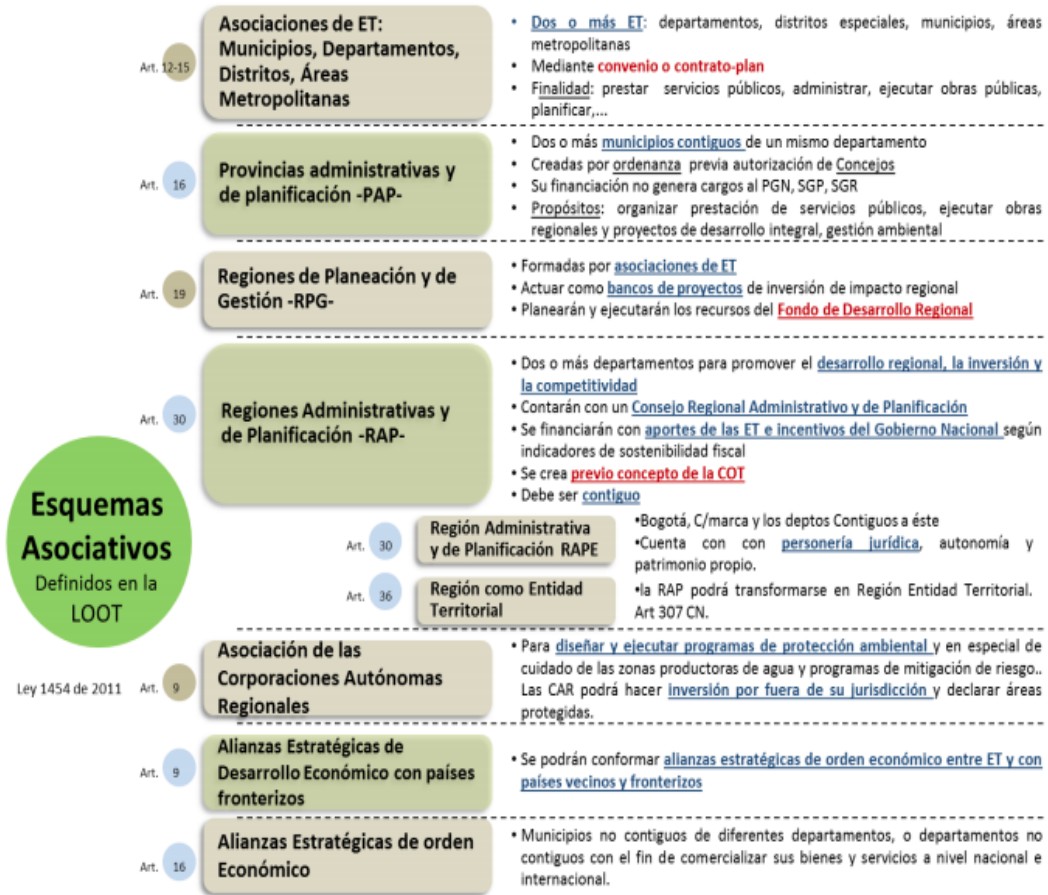 Art. 12-15
Asociaciones de ET:
Municipios, Departamentos,
Distritos, Áreas
Metropolitanas
• Dos o más ET: departamentos, distritos especiales, municipios, áreas
metropolitanas
• Mediante convenio o contrato-plan
• Finalidad: prestar servicios públicos, administrar, ejecutar obras públicas,
planificar,...
Art. 16
Provincias administrativas y
de planificación -PAP-
• Dos o más municipios contiguos de un mismo departamento
• Creadas por ordenanza previa autorización de Concejos
• Su financiación no genera cargos al PGN, SGP, SGR
• Propósitos: organizar prestación de servicios públicos, ejecutar obras
regionales y proyectos de desarrollo integral, gestión ambiental
Art. 19
Regiones de Planeación y de
Gestión -RPG-
• Formadas por asociaciones de ET
• Actuar como bancos de proyectos de inversión de impacto regional
• Planearán y ejecutarán los recursos del Fondo de Desarrollo Regional
Art. 30
Regiones Administrativas y
de Planificación -RAP-
• Dos o más departamentos para promover el desarrollo regional, la inversión y
la competitividad
• Contarán con un Consejo Regional Administrativo y de Planificación
• Se financiarán con aportes de las ET e incentivos del Gobierno Nacional según
indicadores de sostenibilidad fiscal
• Se crea previo concepto de la COT
• Debe ser contiguo
Esquemas
Asociativos
Definidos en la
LOOT
Art. 30
Región Administrativa
y de Planificación RAPE
•Bogotá, C/marca y los deptos Contiguos a éste
•Cuenta con con personería jurídica, autonomía y
patrimonio propio.
Art. 36
Región como Entidad
Territorial
•la RAP podrá transformarse en Región Entidad Territorial.
Art 307 CN.
Ley 1454 de 2011
Art. 9
Asociación de las
Corporaciones Autónomas
Regionales
• Para diseñar y ejecutar programas de protección ambiental y en especial de
cuidado de las zonas productoras de agua y programas de mitigación de riesgo..
Las CAR podrá hacer inversión por fuera de su jurisdicción y declarar áreas
protegidas.
Art. 9
Alianzas Estratégicas de
Desarrollo Económico con países
fronterizos
• Se podrán conformar alianzas estratégicas de orden económico entre ET y con
países vecinos y fronterizos
Art. 16
Alianzas Estratégicas de orden
Económico
• Municipios no contiguos de diferentes departamentos, o departamentos no
contiguos con el fin de comercializar sus bienes y servicios a nivel nacional e
internacional.